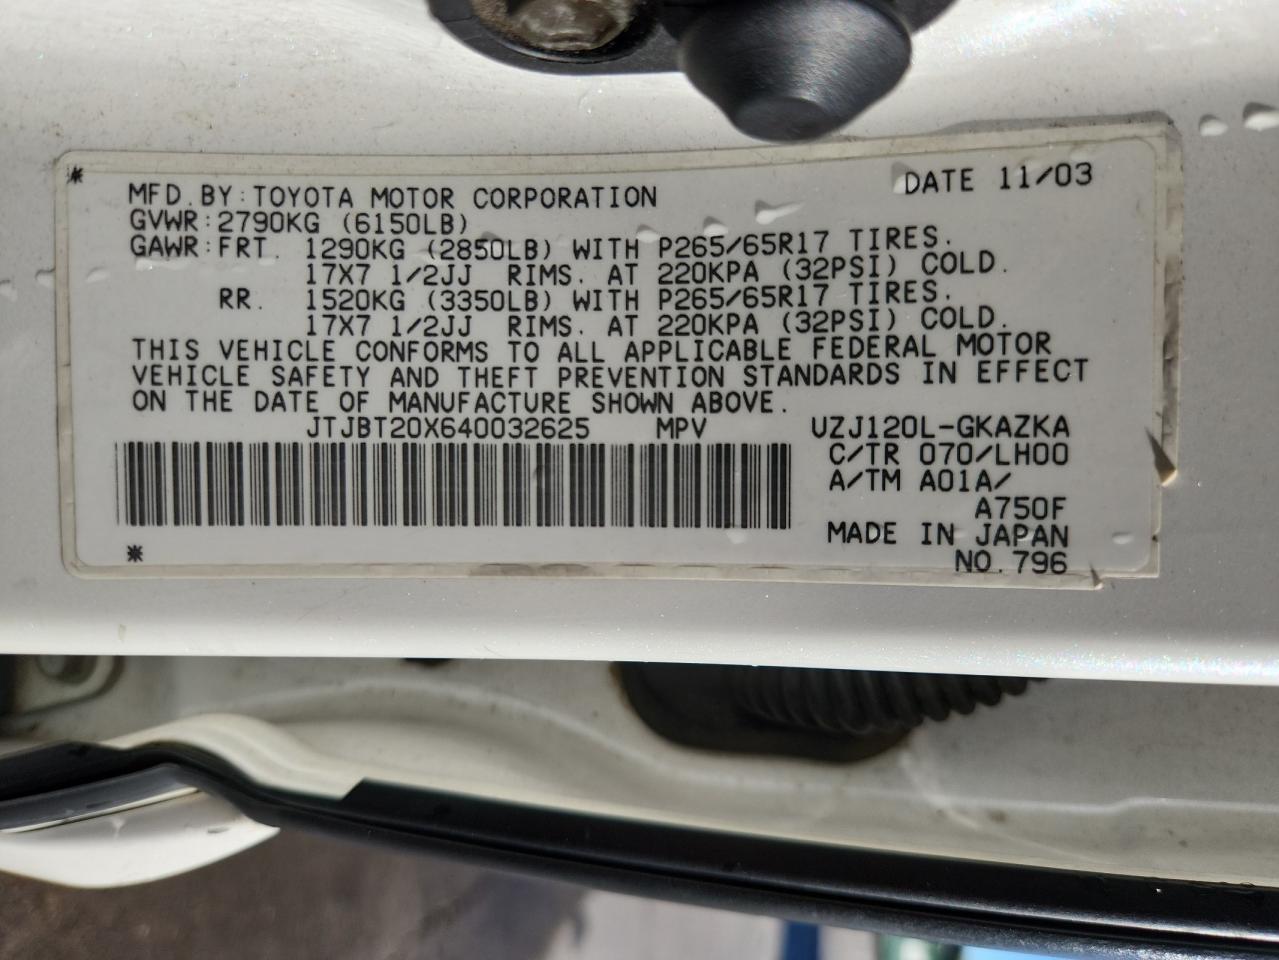 MFD. BY: TOYOTA MOTOR CORPORATION DATE 11/03
GVWR: 2790KG (6150LB)
GAWR: FRT. 1290KG (2850LB) WITH P265/65R17 TIRES.
17X7 1/2JJ RIMS. AT 220KPA (32PSI) COLD.
RR. 1520KG (3350LB) WITH P265/65R17 TIRES.
17X7 1/2JJ RIMS. AT 220KPA (32PSI) COLD.
THIS VEHICLE CONFORMS TO ALL APPLICABLE FEDERAL MOTOR
VEHICLE SAFETY AND THEFT PREVENTION STANDARDS IN EFFECT
ON THE DATE OF MANUFACTURE SHOWN ABOVE.
JTJBT20X640032625 MPV UZJ120L-GKAZKA
C/TR 070/LH00
A/TM A01A/
A750F
MADE IN JAPAN
NO. 796